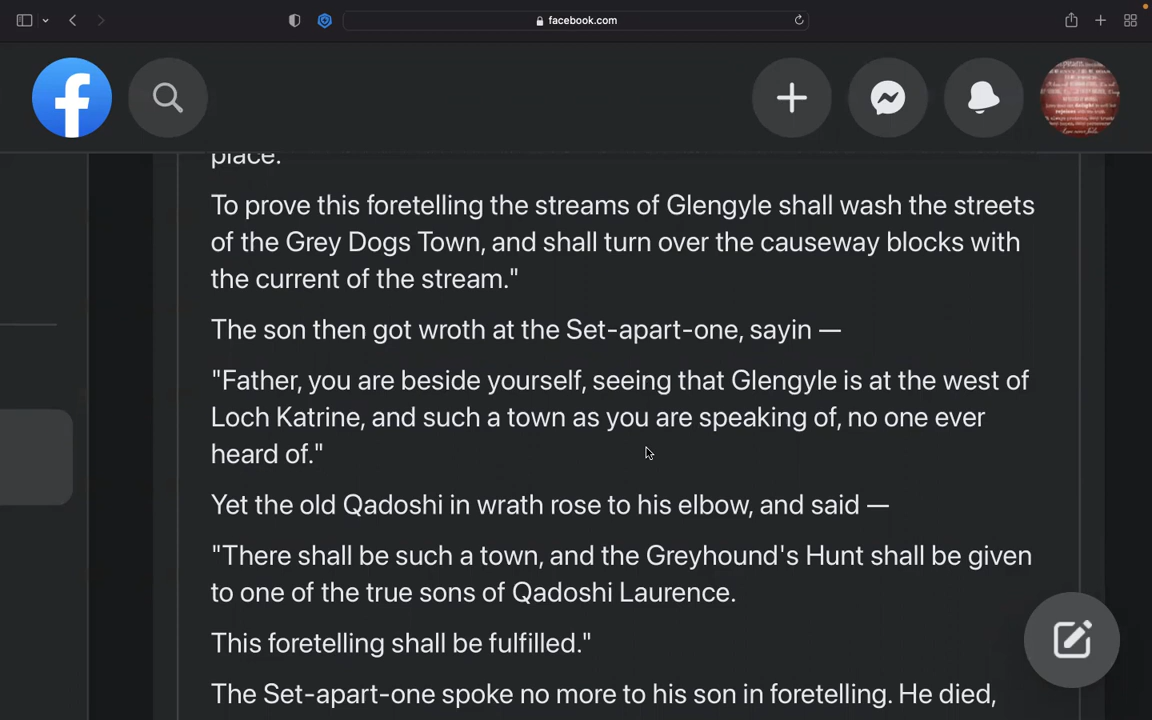 facebook.com
place.
To prove this foretelling the streams of Glengyle shall wash the streets
of the Grey Dogs Town, and shall turn over the causeway blocks with
the current of the stream."
The son then got wroth at the Set-apart-one, sayin —
"Father, you are beside yourself, seeing that Glengyle is at the west of
Loch Katrine, and such a town as you are speaking of, no one ever
heard of."
Yet the old Qadoshi in wrath rose to his elbow, and said —
"There shall be such a town, and the Greyhound's Hunt shall be given
to one of the true sons of Qadoshi Laurence.
This foretelling shall be fulfilled."
The Set-apart-one spoke no more to his son in foretelling. He died,